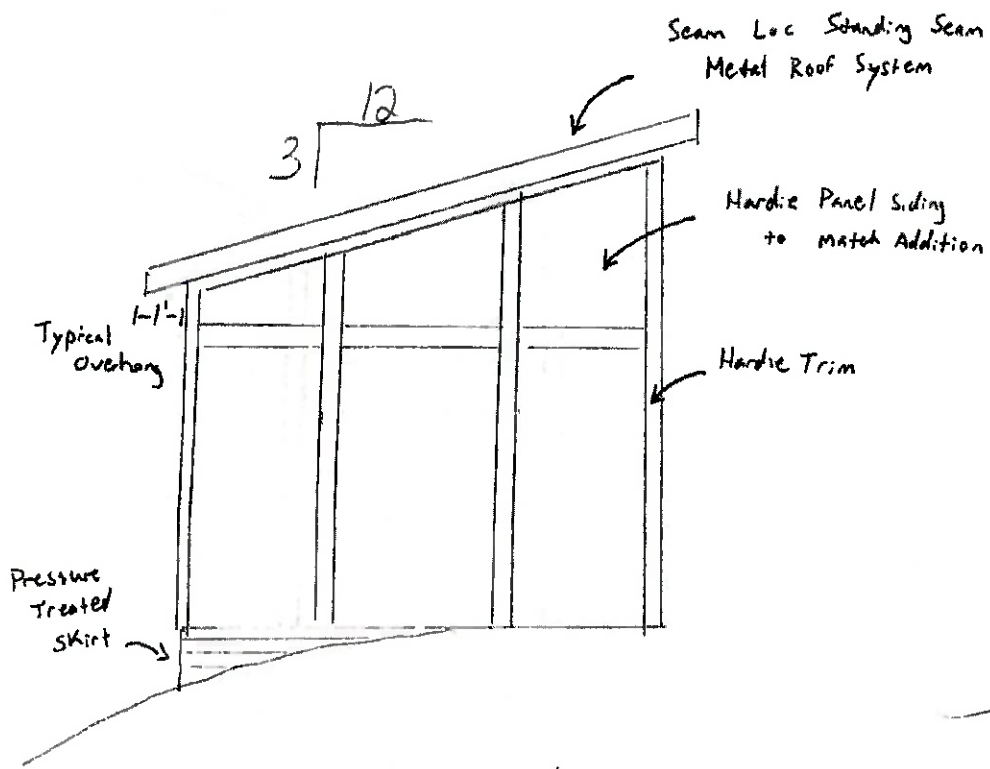 Seam Loc Standing Seam
Metal Roof System
12
3
Hardie Panel Siding
to match Addition
1'
Typical
Overhang
Hardie Trim
Pressure
Treated
Skirt